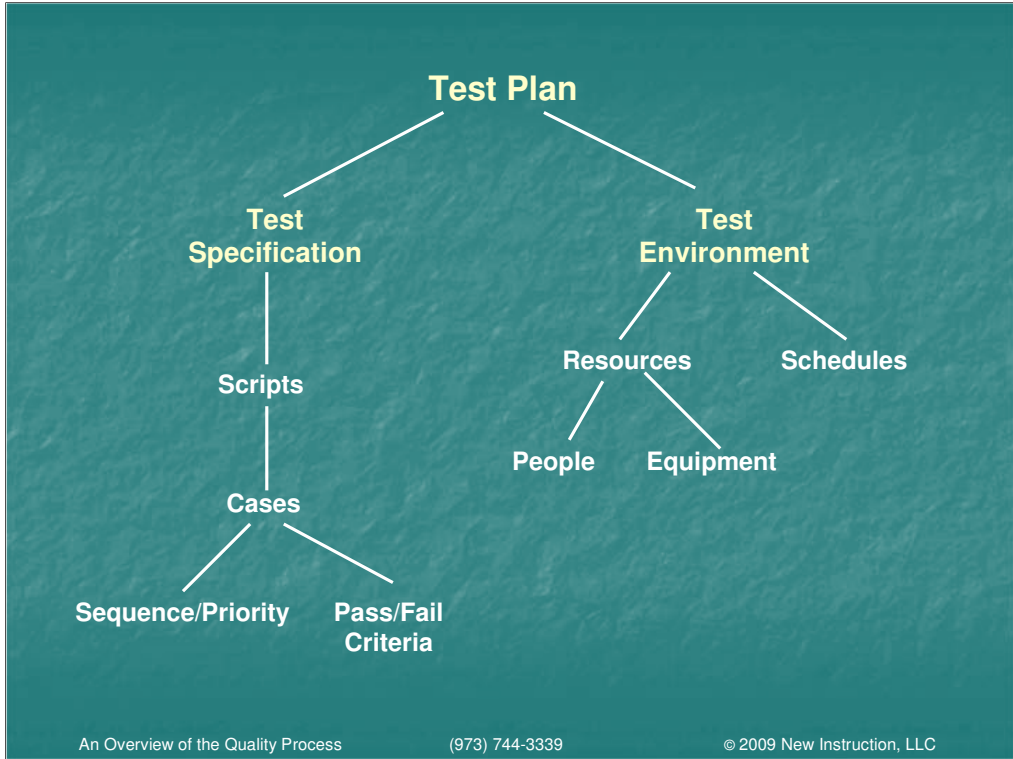 Test Plan
Test
Specification
Test
Environment
Resources
Schedules
Scripts
People
Equipment
Cases
Sequence/Priority
Pass/Fail
Criteria
An Overview of the Quality Process
(973) 744-3339
© 2009 New Instruction, LLC